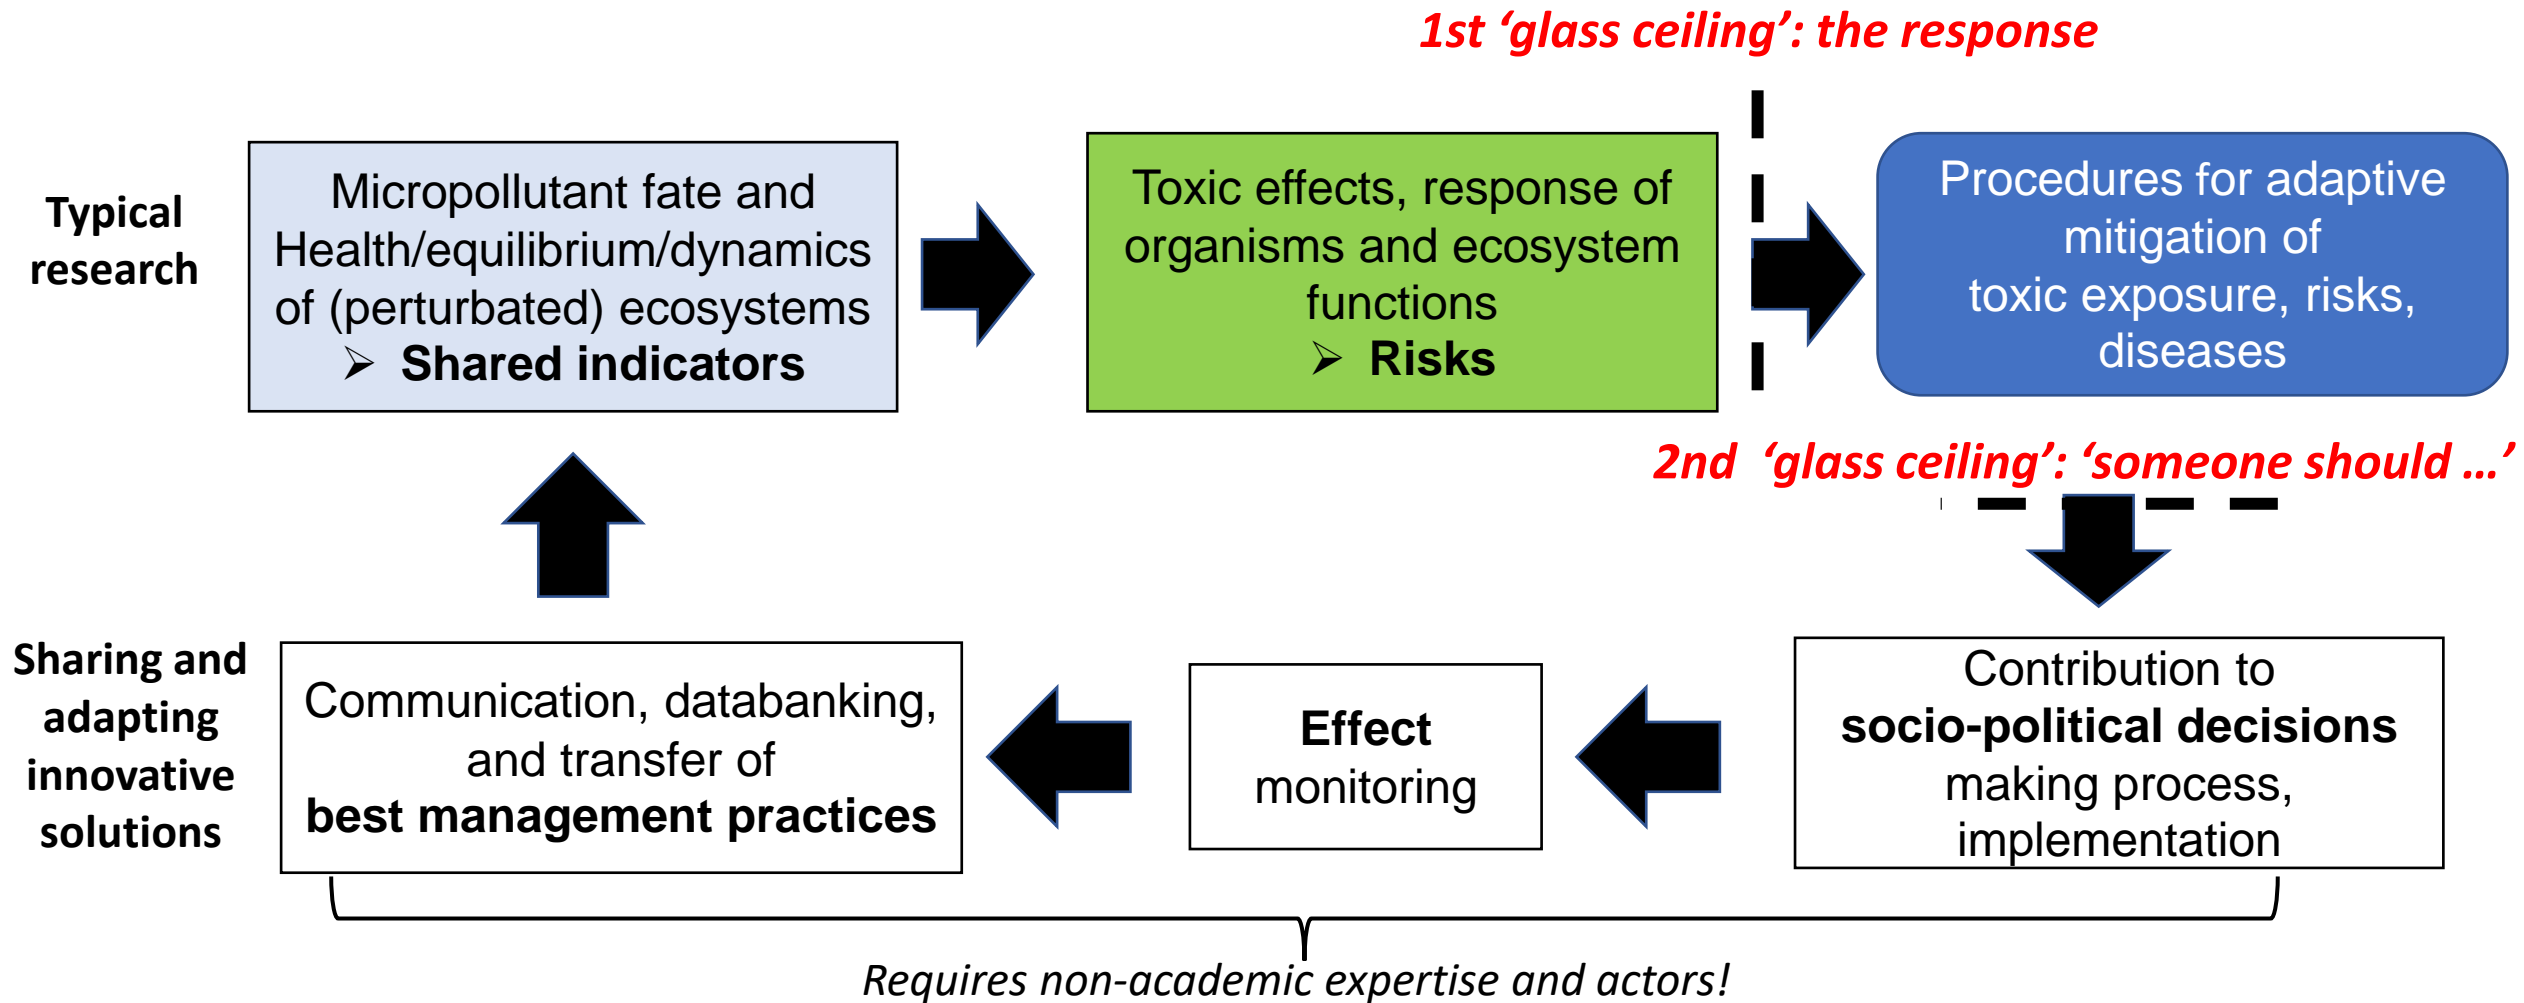 1st ‘glass ceiling’: the response
Typical
research
Micropollutant fate and
Health/equilibrium/dynamics
of (perturbated) ecosystems
➢ Shared indicators
Toxic effects, response of
organisms and ecosystem
functions
➢ Risks
Procedures for adaptive
mitigation of
toxic exposure, risks,
diseases
2nd ‘glass ceiling’: ‘someone should …’
Sharing and
adapting
innovative
solutions
Communication, databanking,
and transfer of
best management practices
Effect
monitoring
Contribution to
socio-political decisions
making process,
implementation
Requires non-academic expertise and actors!